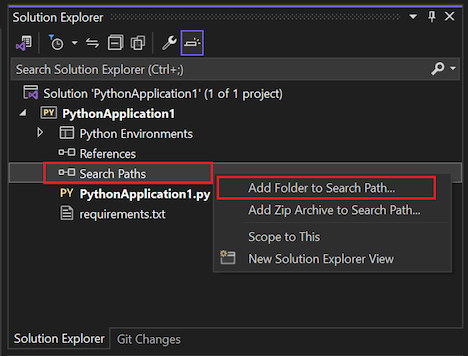 Solution Explorer
Search Solution Explorer (Ctrl+;)
Solution 'PythonApplication1' (1 of 1 project)
PY PythonApplication1
Python Environments
References
Search Paths
PY PythonApplication1.py
requirements.txt
Add Folder to Search Path...
Add Zip Archive to Search Path...
Scope to This
New Solution Explorer View
Solution Explorer Git Changes